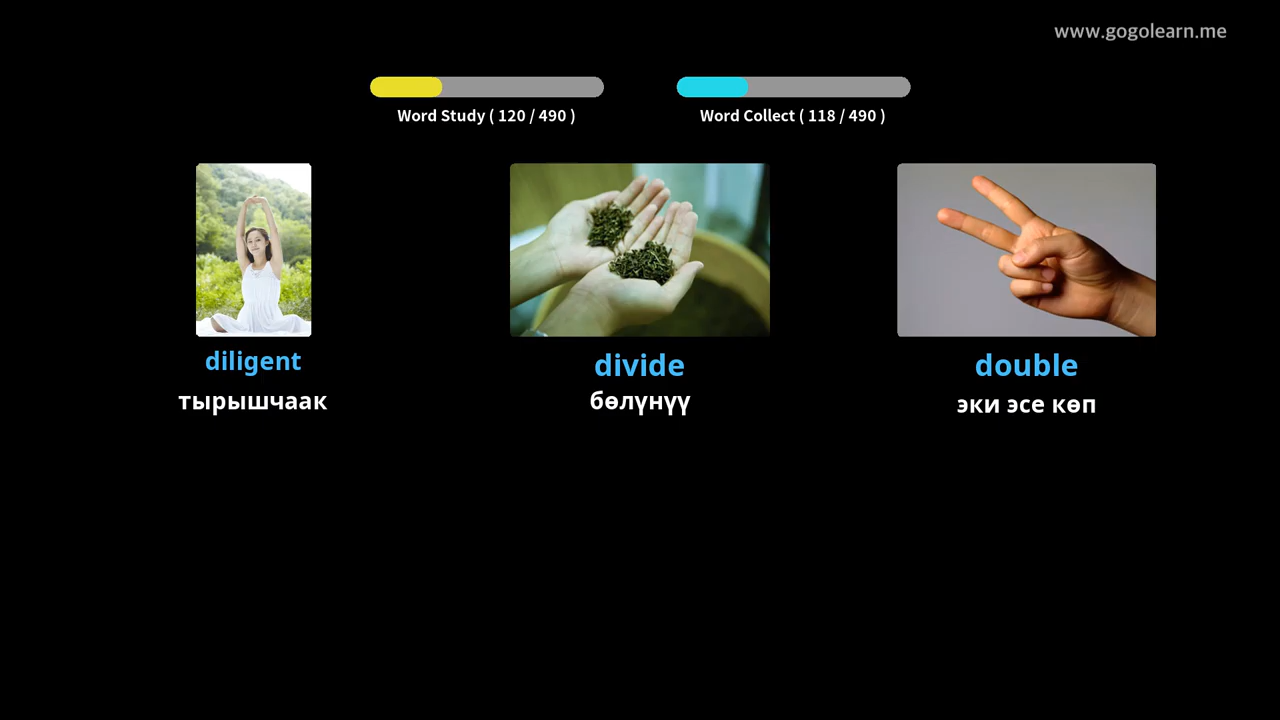 www.gogolearn.me
Word Study ( 120 / 490 )
Word Collect ( 118 / 490 )
diligent
тырышчаак
divide
бөлүнүү
double
эки эсе көп